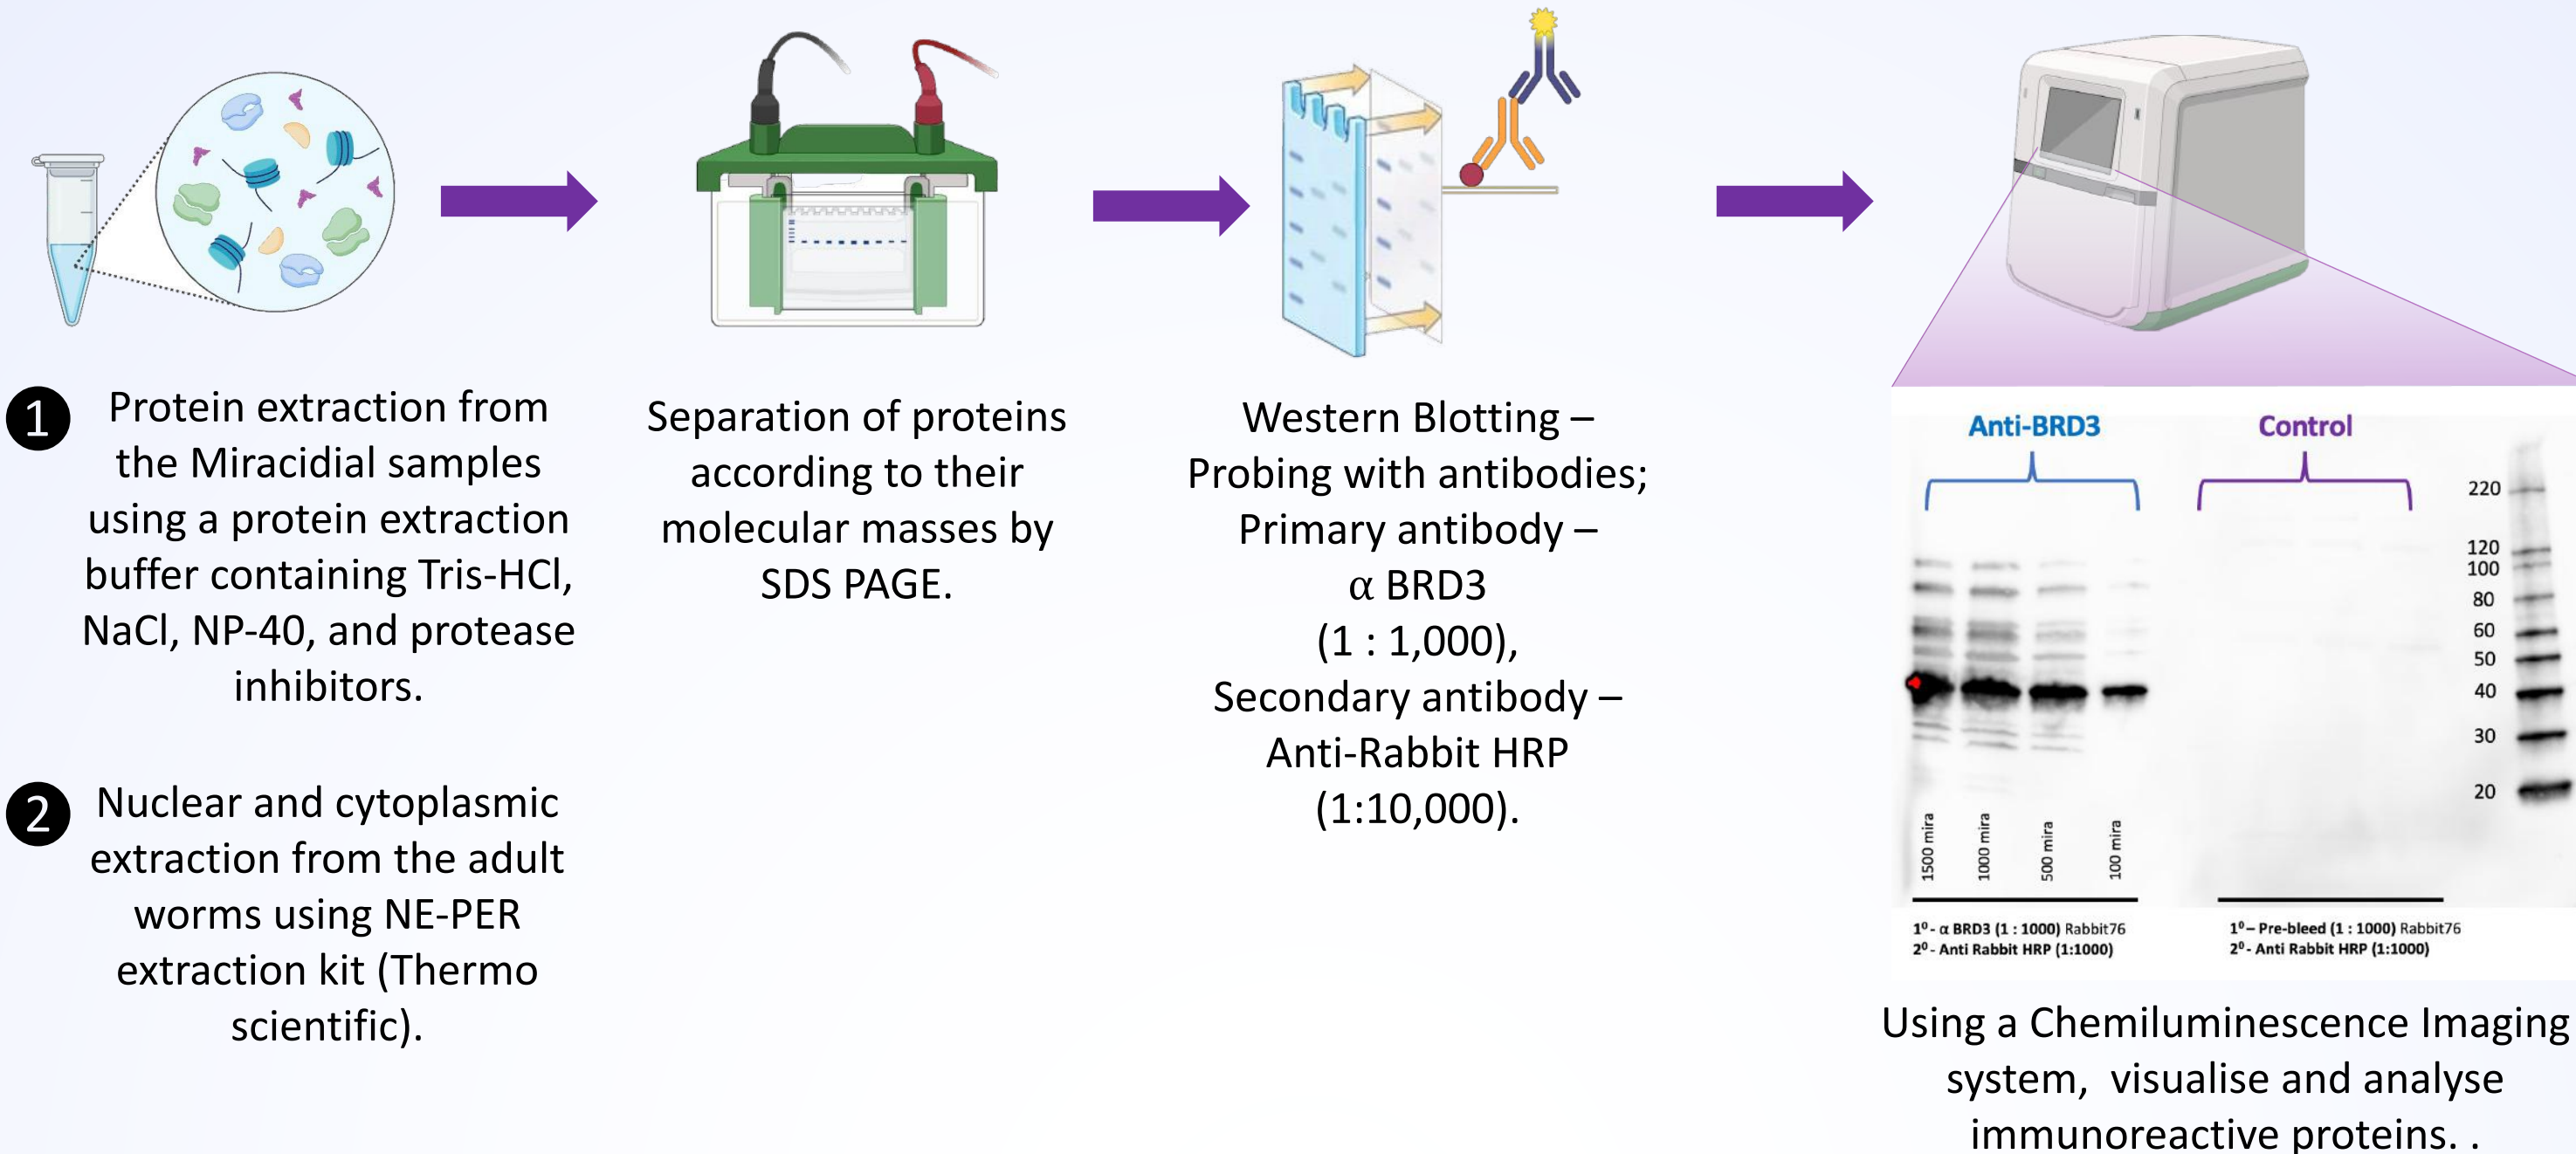 1
Protein extraction from
the Miracidial samples
using a protein extraction
buffer containing Tris-HCl,
NaCl, NP-40, and protease
inhibitors.
2
Nuclear and cytoplasmic
extraction from the adult
worms using NE-PER
extraction kit (Thermo
scientific).
Separation of proteins
according to their
molecular masses by
SDS PAGE.
Western Blotting –
Probing with antibodies;
Primary antibody –
α BRD3
(1 : 1,000),
Secondary antibody –
Anti-Rabbit HRP
(1:10,000).
Anti-BRD3
Control
220
120
100
80
60
50
40
30
20
1500 mira
1000 mira
500 mira
100 mira
1⁰ - α BRD3 (1 : 1000) Rabbit76
2⁰ - Anti Rabbit HRP (1:1000)
1⁰ – Pre-bleed (1 : 1000) Rabbit76
2⁰ - Anti Rabbit HRP (1:1000)
Using a Chemiluminescence Imaging
system,  visualise and analyse
immunoreactive proteins. .